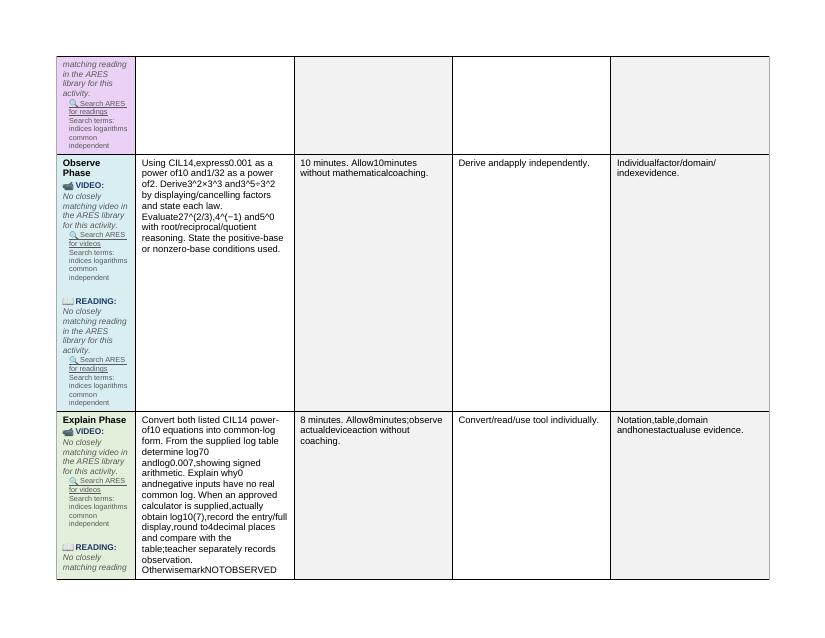 matching reading
in the ARES
library for this
activity.
🔍 Search ARES
for readings
Search terms:
indices logarithms
common
independent
Observe
Phase
📹 VIDEO:
No closely
matching video in
the ARES library
for this activity.
🔍 Search ARES
for videos
Search terms:
indices logarithms
common
independent
📖 READING:
No closely
matching reading
in the ARES
library for this
activity.
🔍 Search ARES
for readings
Search terms:
indices logarithms
common
independent
Using CIL14,express0.001 as a
power of10 and1/32 as a power
of2. Derive3^2×3^3 and3^5÷3^2
by displaying/cancelling factors
and state each law.
Evaluate27^(2/3),4^(−1) and5^0
with root/reciprocal/quotient
reasoning. State the positive-base
or nonzero-base conditions used.
10 minutes. Allow10minutes
without mathematicalcoaching.
Derive andapply independently.
Individualfactor/domain/
indexevidence.
Explain Phase
📹 VIDEO:
No closely
matching video in
the ARES library
for this activity.
🔍 Search ARES
for videos
Search terms:
indices logarithms
common
independent
📖 READING:
No closely
matching reading
Convert both listed CIL14 power-
of10 equations into common-log
form. From the supplied log table
determine log70
andlog0.007,showing signed
arithmetic. Explain why0
andnegative inputs have no real
common log. When an approved
calculator is supplied,actually
obtain log10(7),record the entry/full
display,round to4decimal places
and compare with the
table;teacher separately records
observation.
OtherwisemarkNOTOBSERVED
8 minutes. Allow8minutes;observe
actualdeviceaction without
coaching.
Convert/read/use tool individually.
Notation,table,domain
andhonestactualuse evidence.